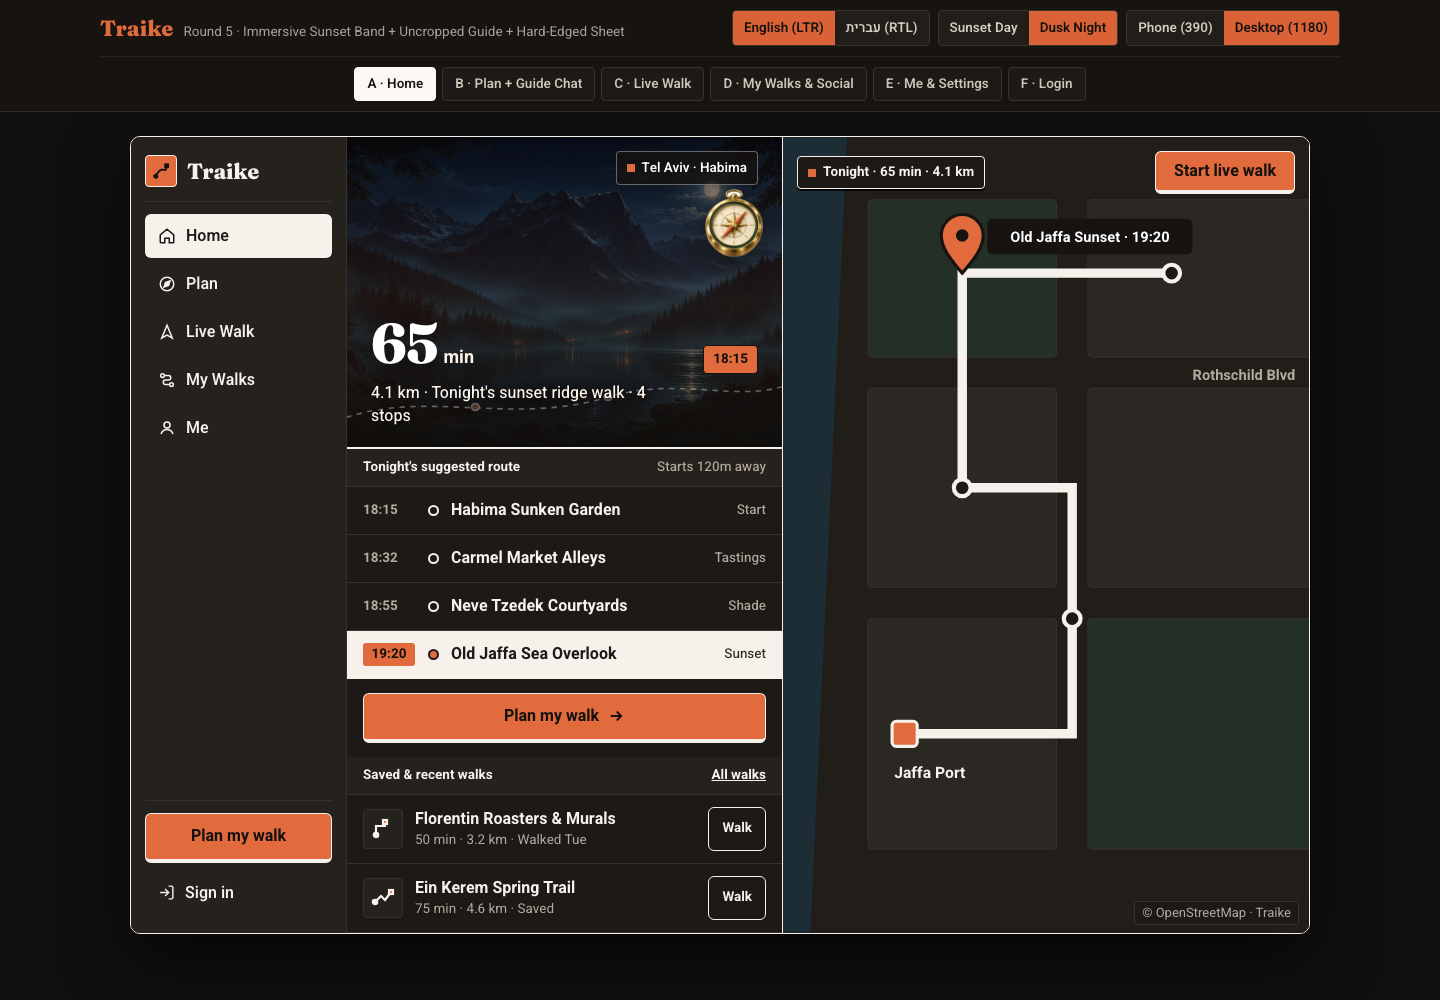 Traike Round 5 · Immersive Sunset Band + Uncropped Guide + Hard-Edged Sheet
English (LTR) עברית (RTL) Sunset Day Dusk Night Phone (390) Desktop (1180)
A · Home B · Plan + Guide Chat C · Live Walk D · My Walks & Social E · Me & Settings F · Login
Traike
Home
Plan
Live Walk
My Walks
Me
Plan my walk
Sign in
Tel Aviv · Habima
65 min
18:15
4.1 km · Tonight's sunset ridge walk · 4
stops
Tonight's suggested route Starts 120m away
18:15 Habima Sunken Garden Start
18:32 Carmel Market Alleys Tastings
18:55 Neve Tzedek Courtyards Shade
19:20 Old Jaffa Sea Overlook Sunset
Plan my walk →
Saved & recent walks All walks
Florentin Roasters & Murals
50 min · 3.2 km · Walked Tue
Walk
Ein Kerem Spring Trail
75 min · 4.6 km · Saved
Walk
Tonight · 65 min · 4.1 km
Start live walk
Old Jaffa Sunset · 19:20
Rothschild Blvd
Jaffa Port
© OpenStreetMap · Traike